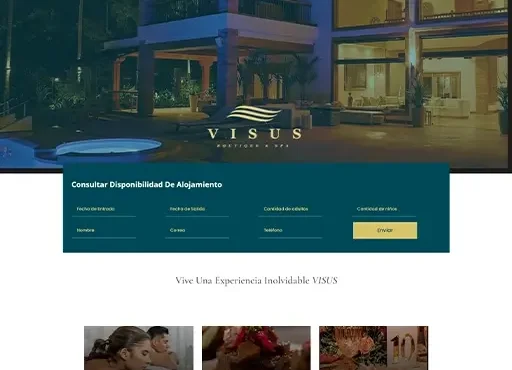 VISUS
BOUTIQUE & SPA
Consultar Disponibilidad De Alojamiento
Fecha de Entrada
Fecha de Salida
Cantidad de adultos
Cantidad de niños
Nombre
Correo
Teléfono
ENVIAR
Vive Una Experiencia Inolvidable VISUS
10